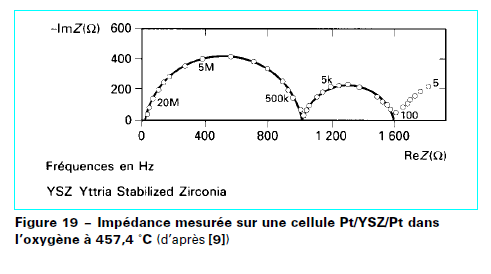 –ImZ(Ω) 600
400
200
0
20M
5M
500k
5k
100
5
0 400 800 1 200 1 600
ReZ(Ω)
Fréquences en Hz
YSZ Yttria Stabilized Zirconia
Figure 19 – Impédance mesurée sur une cellule Pt/YSZ/Pt dans
l'oxygène à 457,4 °C (d'après [9])